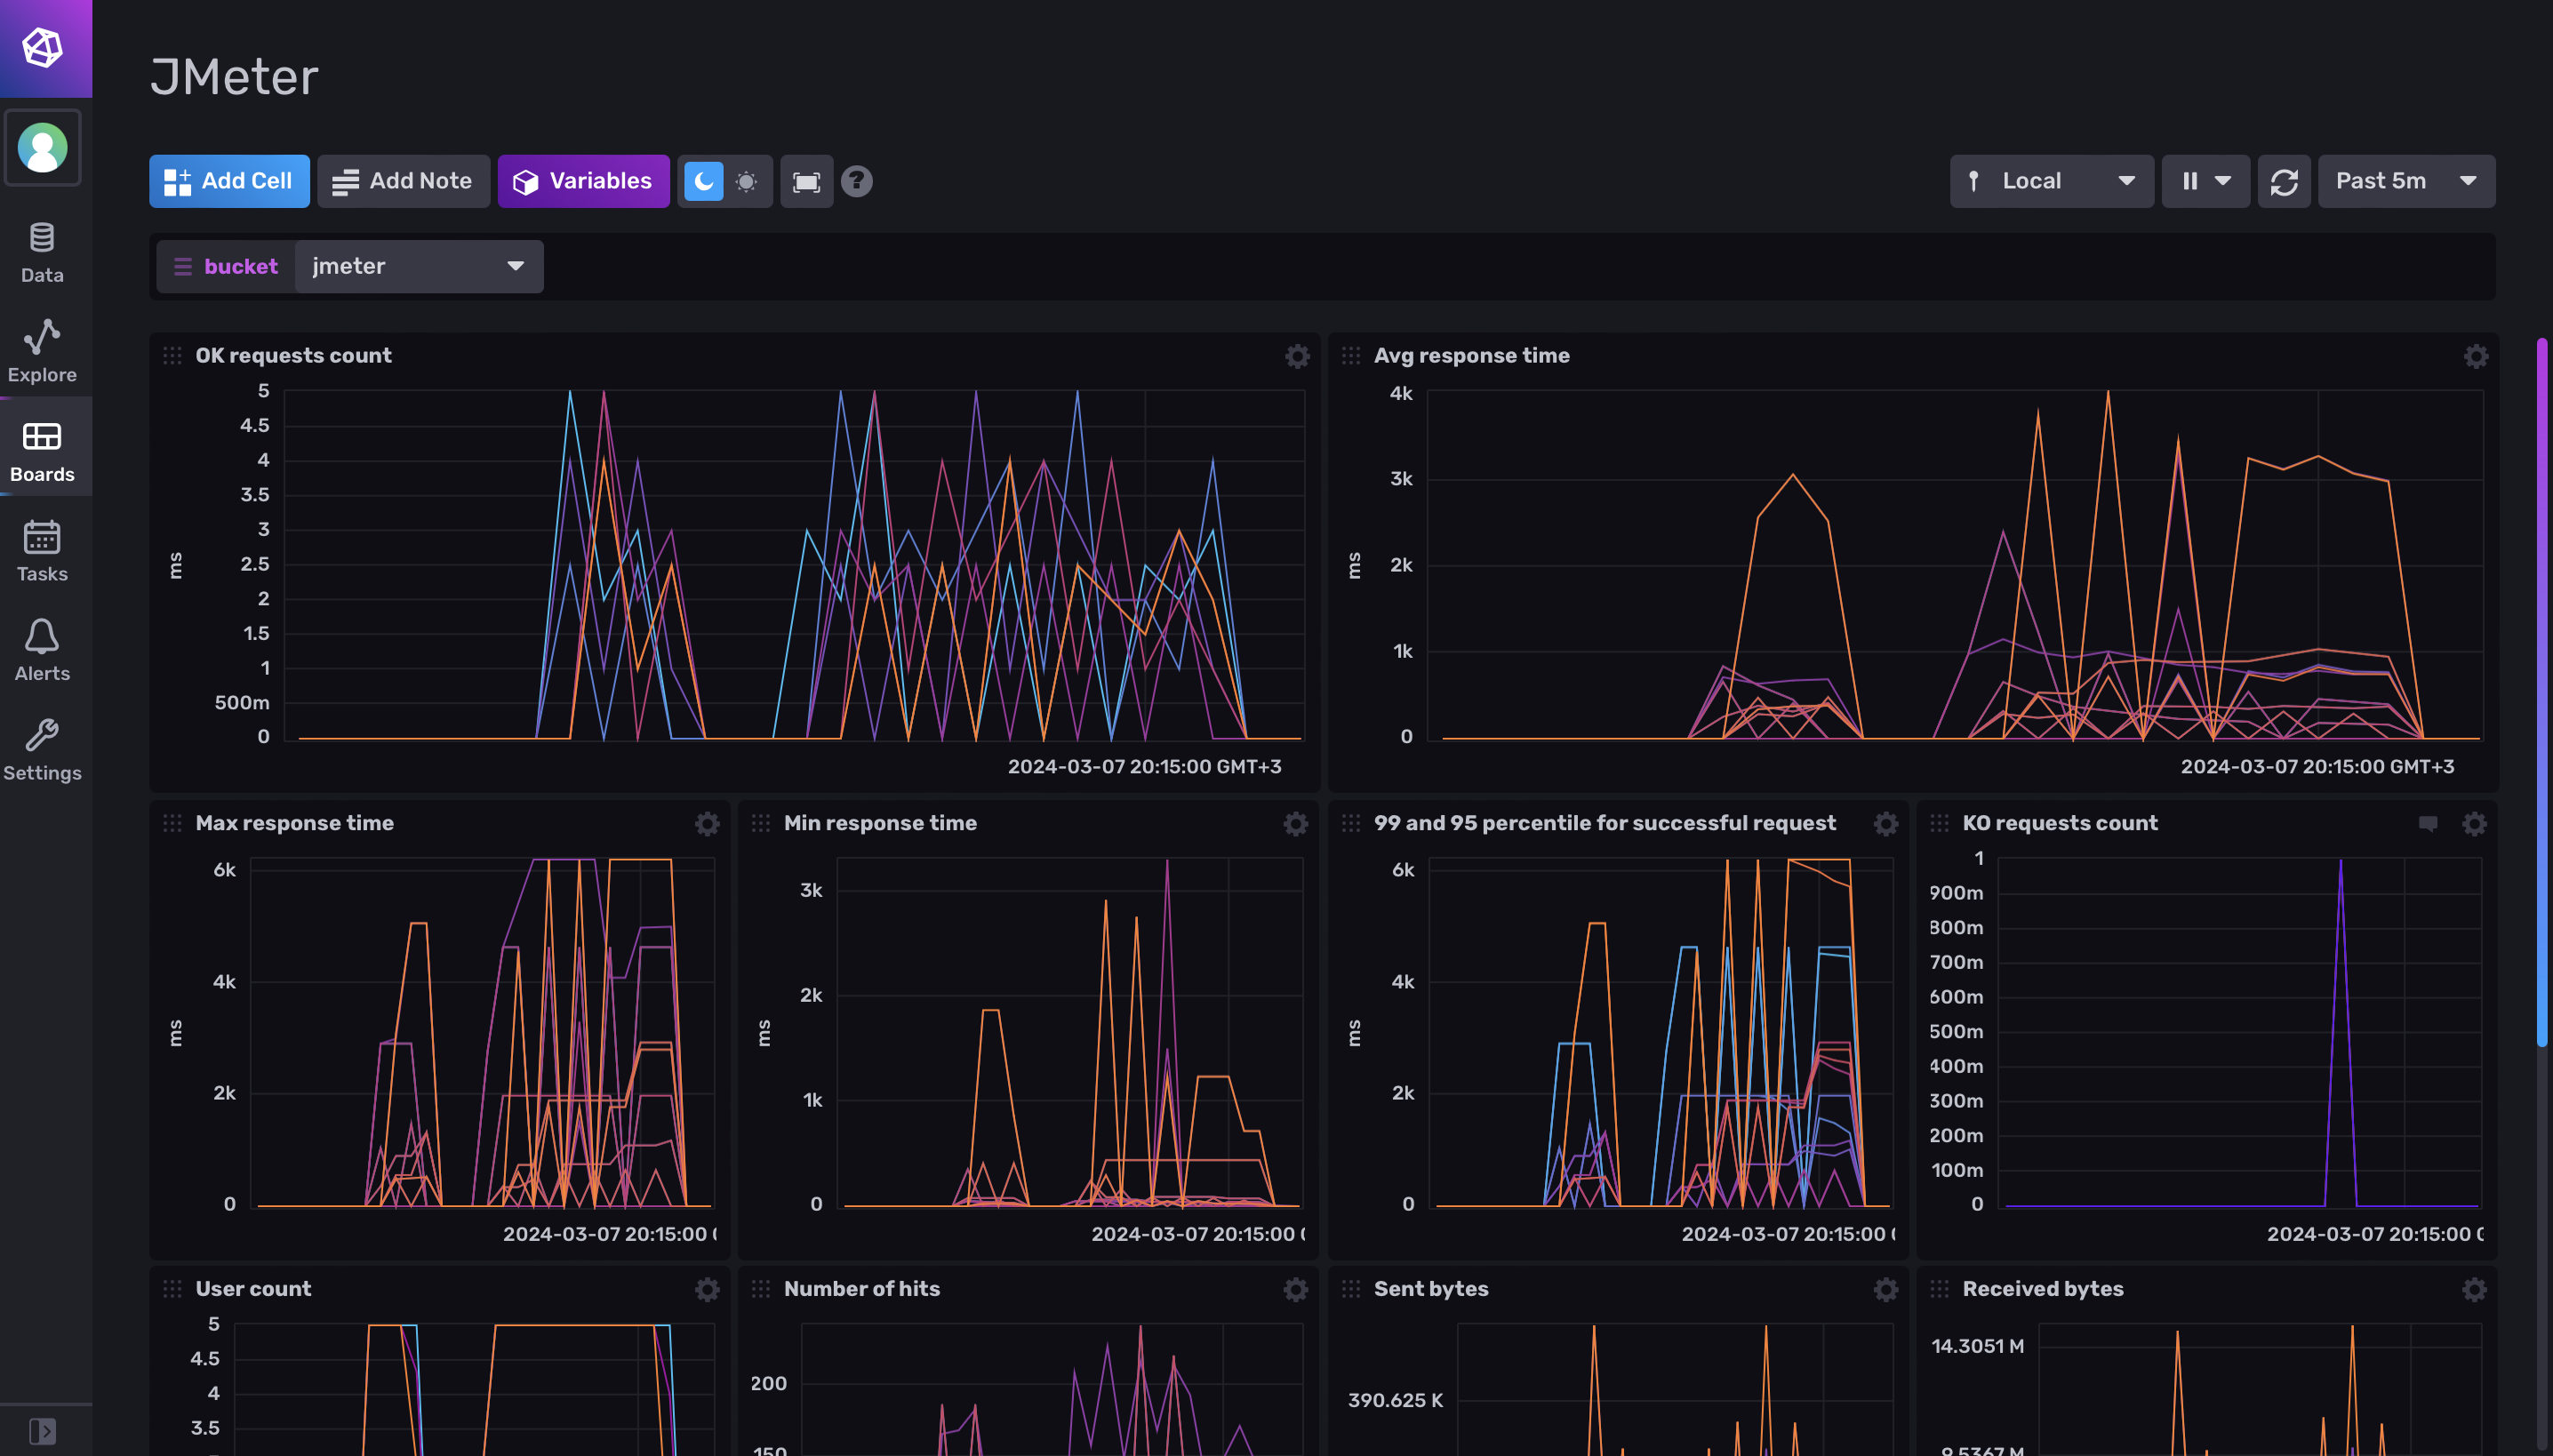 JMeter
Add Cell
Add Note
Variables
?
Local
Past 5m
bucket
jmeter
Data
Explore
Boards
Tasks
Alerts
Settings
OK requests count
5
4.5
4
3.5
3
2.5
2
1.5
1
500m
0
ms
2024-03-07 20:15:00 GMT+3
Avg response time
4k
3k
2k
1k
0
ms
2024-03-07 20:15:00 GMT+3
Max response time
6k
4k
2k
0
ms
2024-03-07 20:15:00
Min response time
3k
2k
1k
0
ms
2024-03-07 20:15:00
99 and 95 percentile for successful request
6k
4k
2k
0
ms
2024-03-07 20:15:00
KO requests count
1
900m
800m
700m
600m
500m
400m
300m
200m
100m
0
2024-03-07 20:15:00
User count
5
4.5
4
3.5
Number of hits
200
150
Sent bytes
390.625 K
Received bytes
14.3051 M
9.5367 M